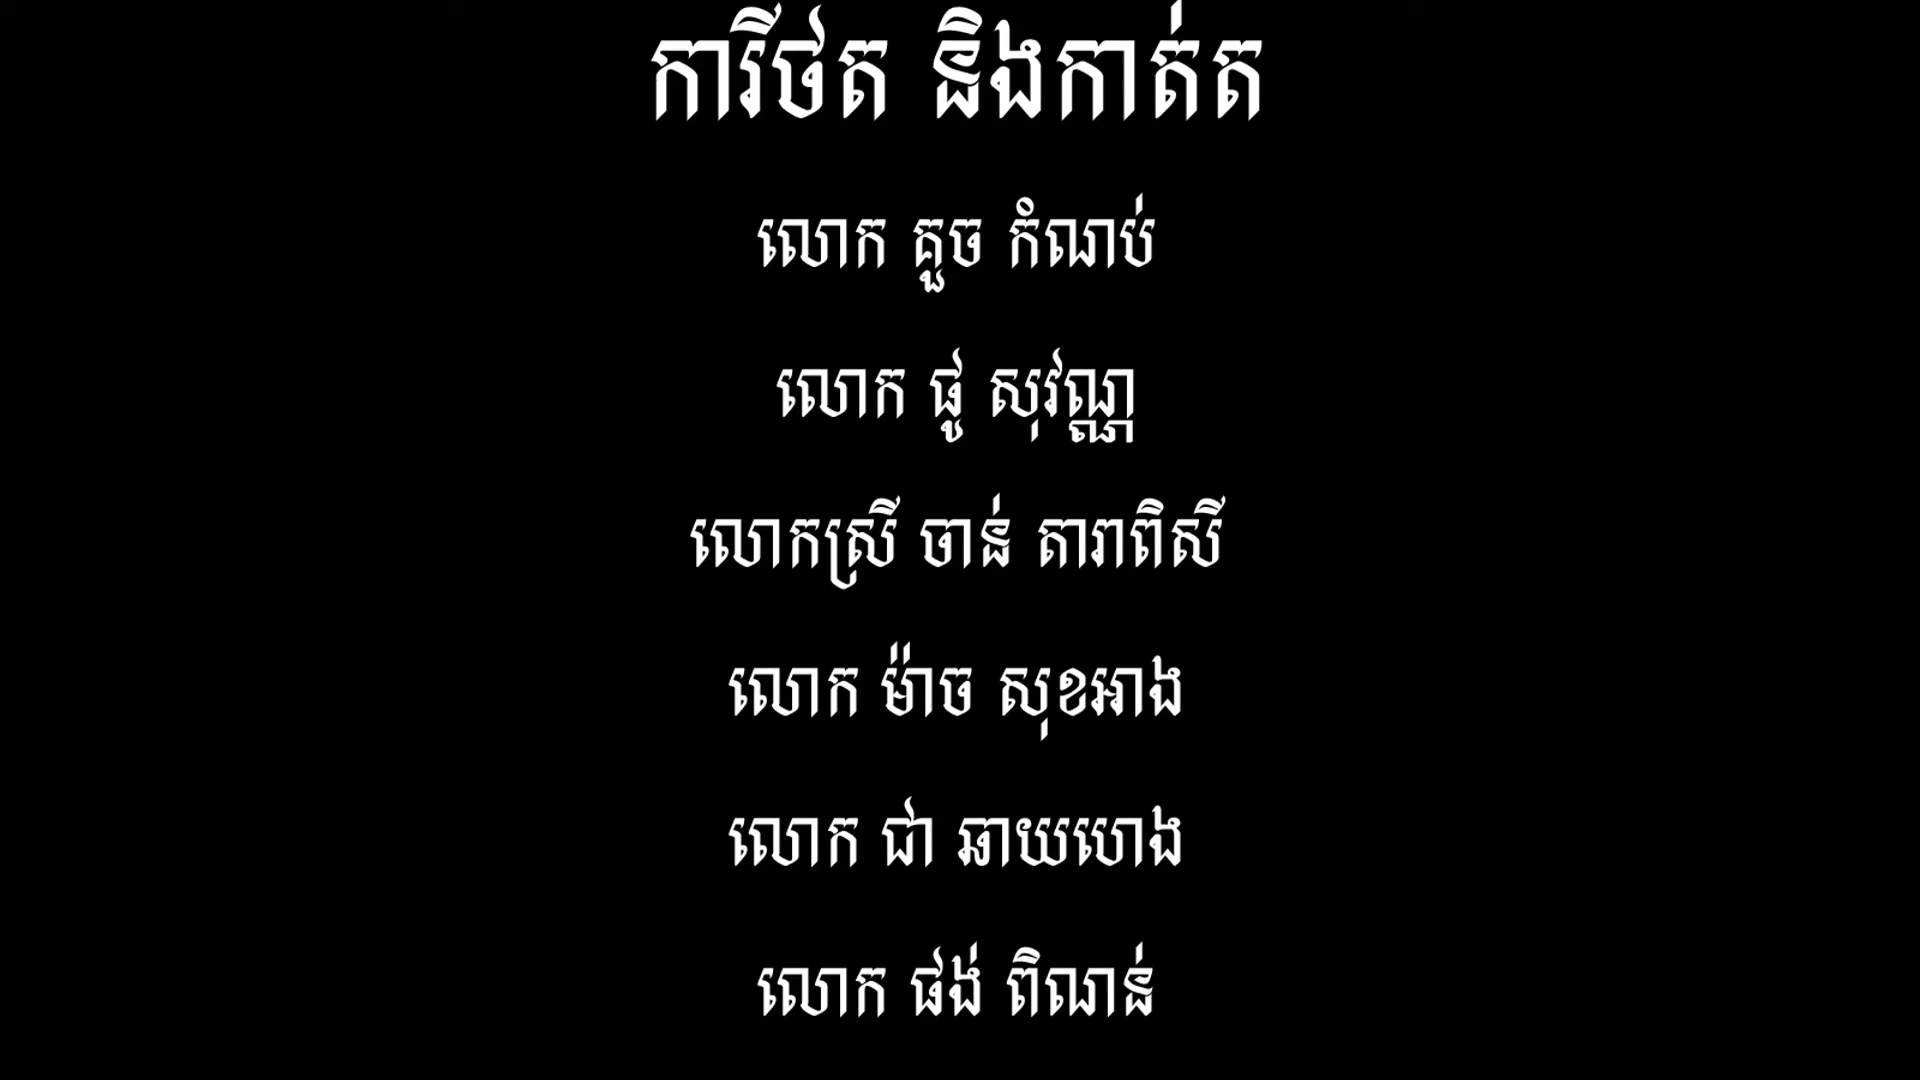 ការីថត និងកាត់ត
លោក គួច កំណប់
លោក ផូ សុវណ្ណ
លោកស្រី ចាន់ តារាពិសី
លោក ម៉ាច សុខអាង
លោក ជា ឆាយហេង
លោក ផង់ ពិណន់